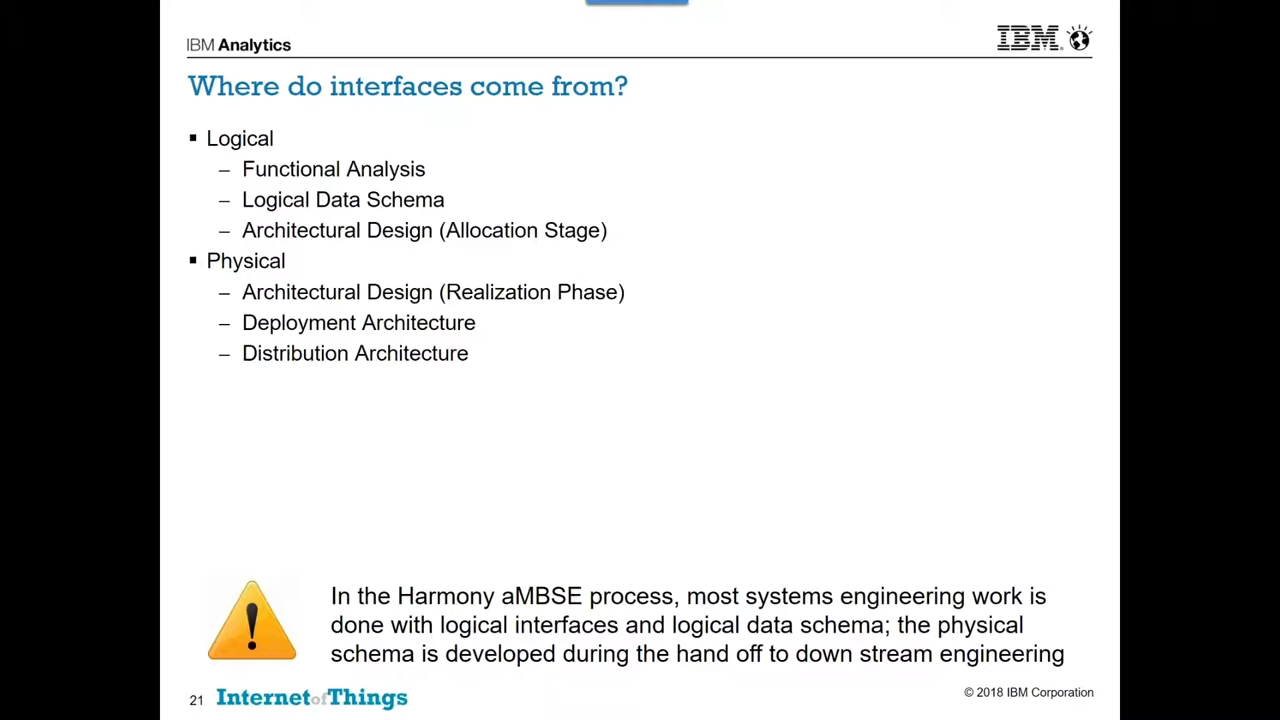 IBM Analytics
IBM
Where do interfaces come from?
▪ Logical
– Functional Analysis
– Logical Data Schema
– Architectural Design (Allocation Stage)
▪ Physical
– Architectural Design (Realization Phase)
– Deployment Architecture
– Distribution Architecture
In the Harmony aMBSE process, most systems engineering work is
done with logical interfaces and logical data schema; the physical
schema is developed during the hand off to down stream engineering
21 InternetofThings
© 2018 IBM Corporation